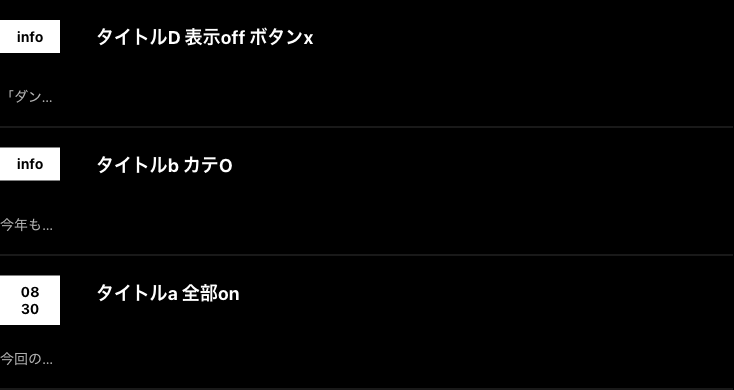 info
タイトルD 表示off ボタンx
「ダン...
info
タイトルb カテO
今年も...
08
30
タイトルa 全部on
今回の...